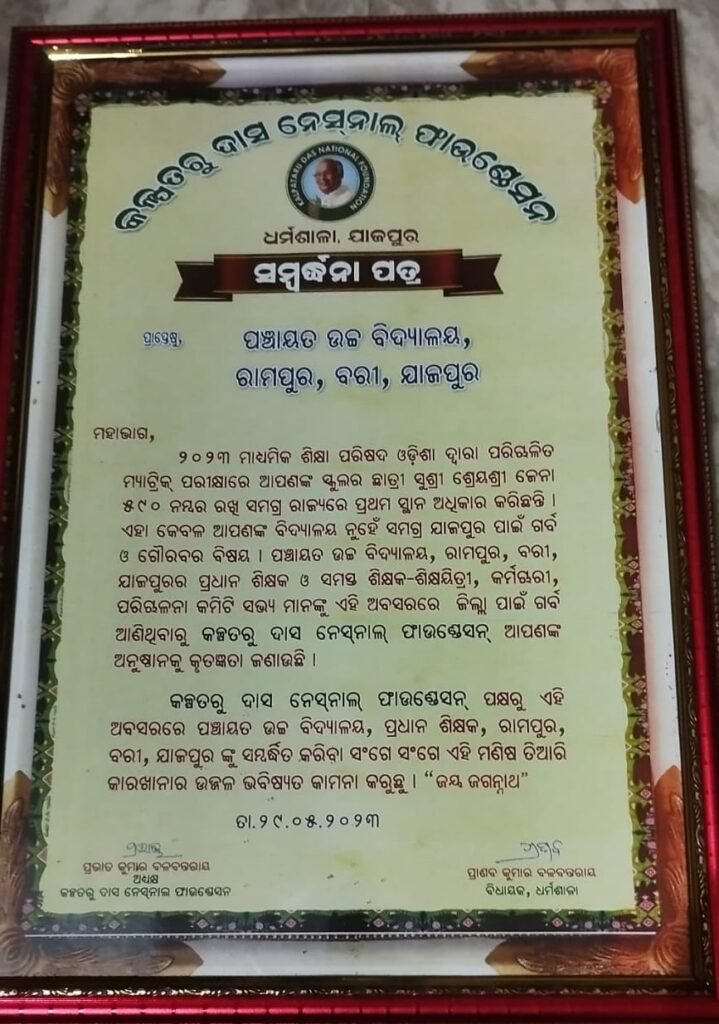 କଳ୍ପତରୁ ଦାସ ନେସ୍‌ନାଲ୍ ଫାଉଣ୍ଡେସନ
KALPATARU DAS NATIONAL FOUNDATION
ଧର୍ମଶାଳା, ଯାଜପୁର
ସମ୍ବର୍ଦ୍ଧନା ପତ୍ର
ପ୍ରାପ୍ତେଷୁ, ପଞ୍ଚାୟତ ଉଚ୍ଚ ବିଦ୍ୟାଳୟ,
ରାମପୁର, ବରୀ, ଯାଜପୁର
ମହାଭାଗ,
୨୦୨୩ ମାଧ୍ୟମିକ ଶିକ୍ଷା ପରିଷଦ ଓଡ଼ିଶା ଦ୍ୱାରା ପରିଚାଳିତ
ମ୍ୟାଟ୍ରିକ୍ ପରୀକ୍ଷାରେ ଆପଣଙ୍କ ସ୍କୁଲର ଛାତ୍ରୀ ସୁଶ୍ରୀ ଶ୍ରେୟଶ୍ରୀ ଜେନା
୫୯୦ ନମ୍ବର ରଖି ସମଗ୍ର ରାଜ୍ୟରେ ପ୍ରଥମ ସ୍ଥାନ ଅଧିକାର କରିଛନ୍ତି ।
ଏହା କେବଳ ଆପଣଙ୍କ ବିଦ୍ୟାଳୟ ନୁହେଁ ସମଗ୍ର ଯାଜପୁର ପାଇଁ ଗର୍ବ
ଓ ଗୌରବର ବିଷୟ । ପଞ୍ଚାୟତ ଉଚ୍ଚ ବିଦ୍ୟାଳୟ, ରାମପୁର, ବରୀ,
ଯାଜପୁରର ପ୍ରଧାନ ଶିକ୍ଷକ ଓ ସମସ୍ତ ଶିକ୍ଷକ-ଶିକ୍ଷୟିତ୍ରୀ, କର୍ମଚାରୀ,
ପରିଚାଳନା କମିଟି ସଭ୍ୟ ମାନଙ୍କୁ ଏହି ଅବସରରେ ଜିଲ୍ଲା ପାଇଁ ଗର୍ବ
ଆଣିଥିବାରୁ କଳ୍ପତରୁ ଦାସ ନେସ୍‌ନାଲ୍ ଫାଉଣ୍ଡେସନ୍ ଆପଣଙ୍କ
ଅନୁଷ୍ଠାନକୁ କୃତଜ୍ଞତା ଜଣାଉଛି ।
କଳ୍ପତରୁ ଦାସ ନେସ୍‌ନାଲ୍ ଫାଉଣ୍ଡେସନ୍ ପକ୍ଷରୁ ଏହି
ଅବସରରେ ପଞ୍ଚାୟତ ଉଚ୍ଚ ବିଦ୍ୟାଳୟ, ପ୍ରଧାନ ଶିକ୍ଷକ, ରାମପୁର,
ବରୀ, ଯାଜପୁର ଙ୍କୁ ସମ୍ବର୍ଦ୍ଧିତ କରିବା ସଂଗେ ସଂଗେ ଏହି ମଣିଷ ତିଆରି
କାରଖାନାର ଉଜ୍ଜଳ ଭବିଷ୍ୟତ କାମନା କରୁଛୁ । “ଜୟ ଜଗନ୍ନାଥ”
ତା.୨୯.୦୫.୨୦୨୩
ପ୍ରଭାତ କୁମାର ବଳବନ୍ତରାୟ
ଅଧ୍ୟକ୍ଷ
କଳ୍ପତରୁ ଦାସ ନେସ୍‌ନାଲ ଫାଉଣ୍ଡେସନ
ପ୍ରଣବ କୁମାର ବଳବନ୍ତରାୟ
ବିଧାୟକ, ଧର୍ମଶାଳା